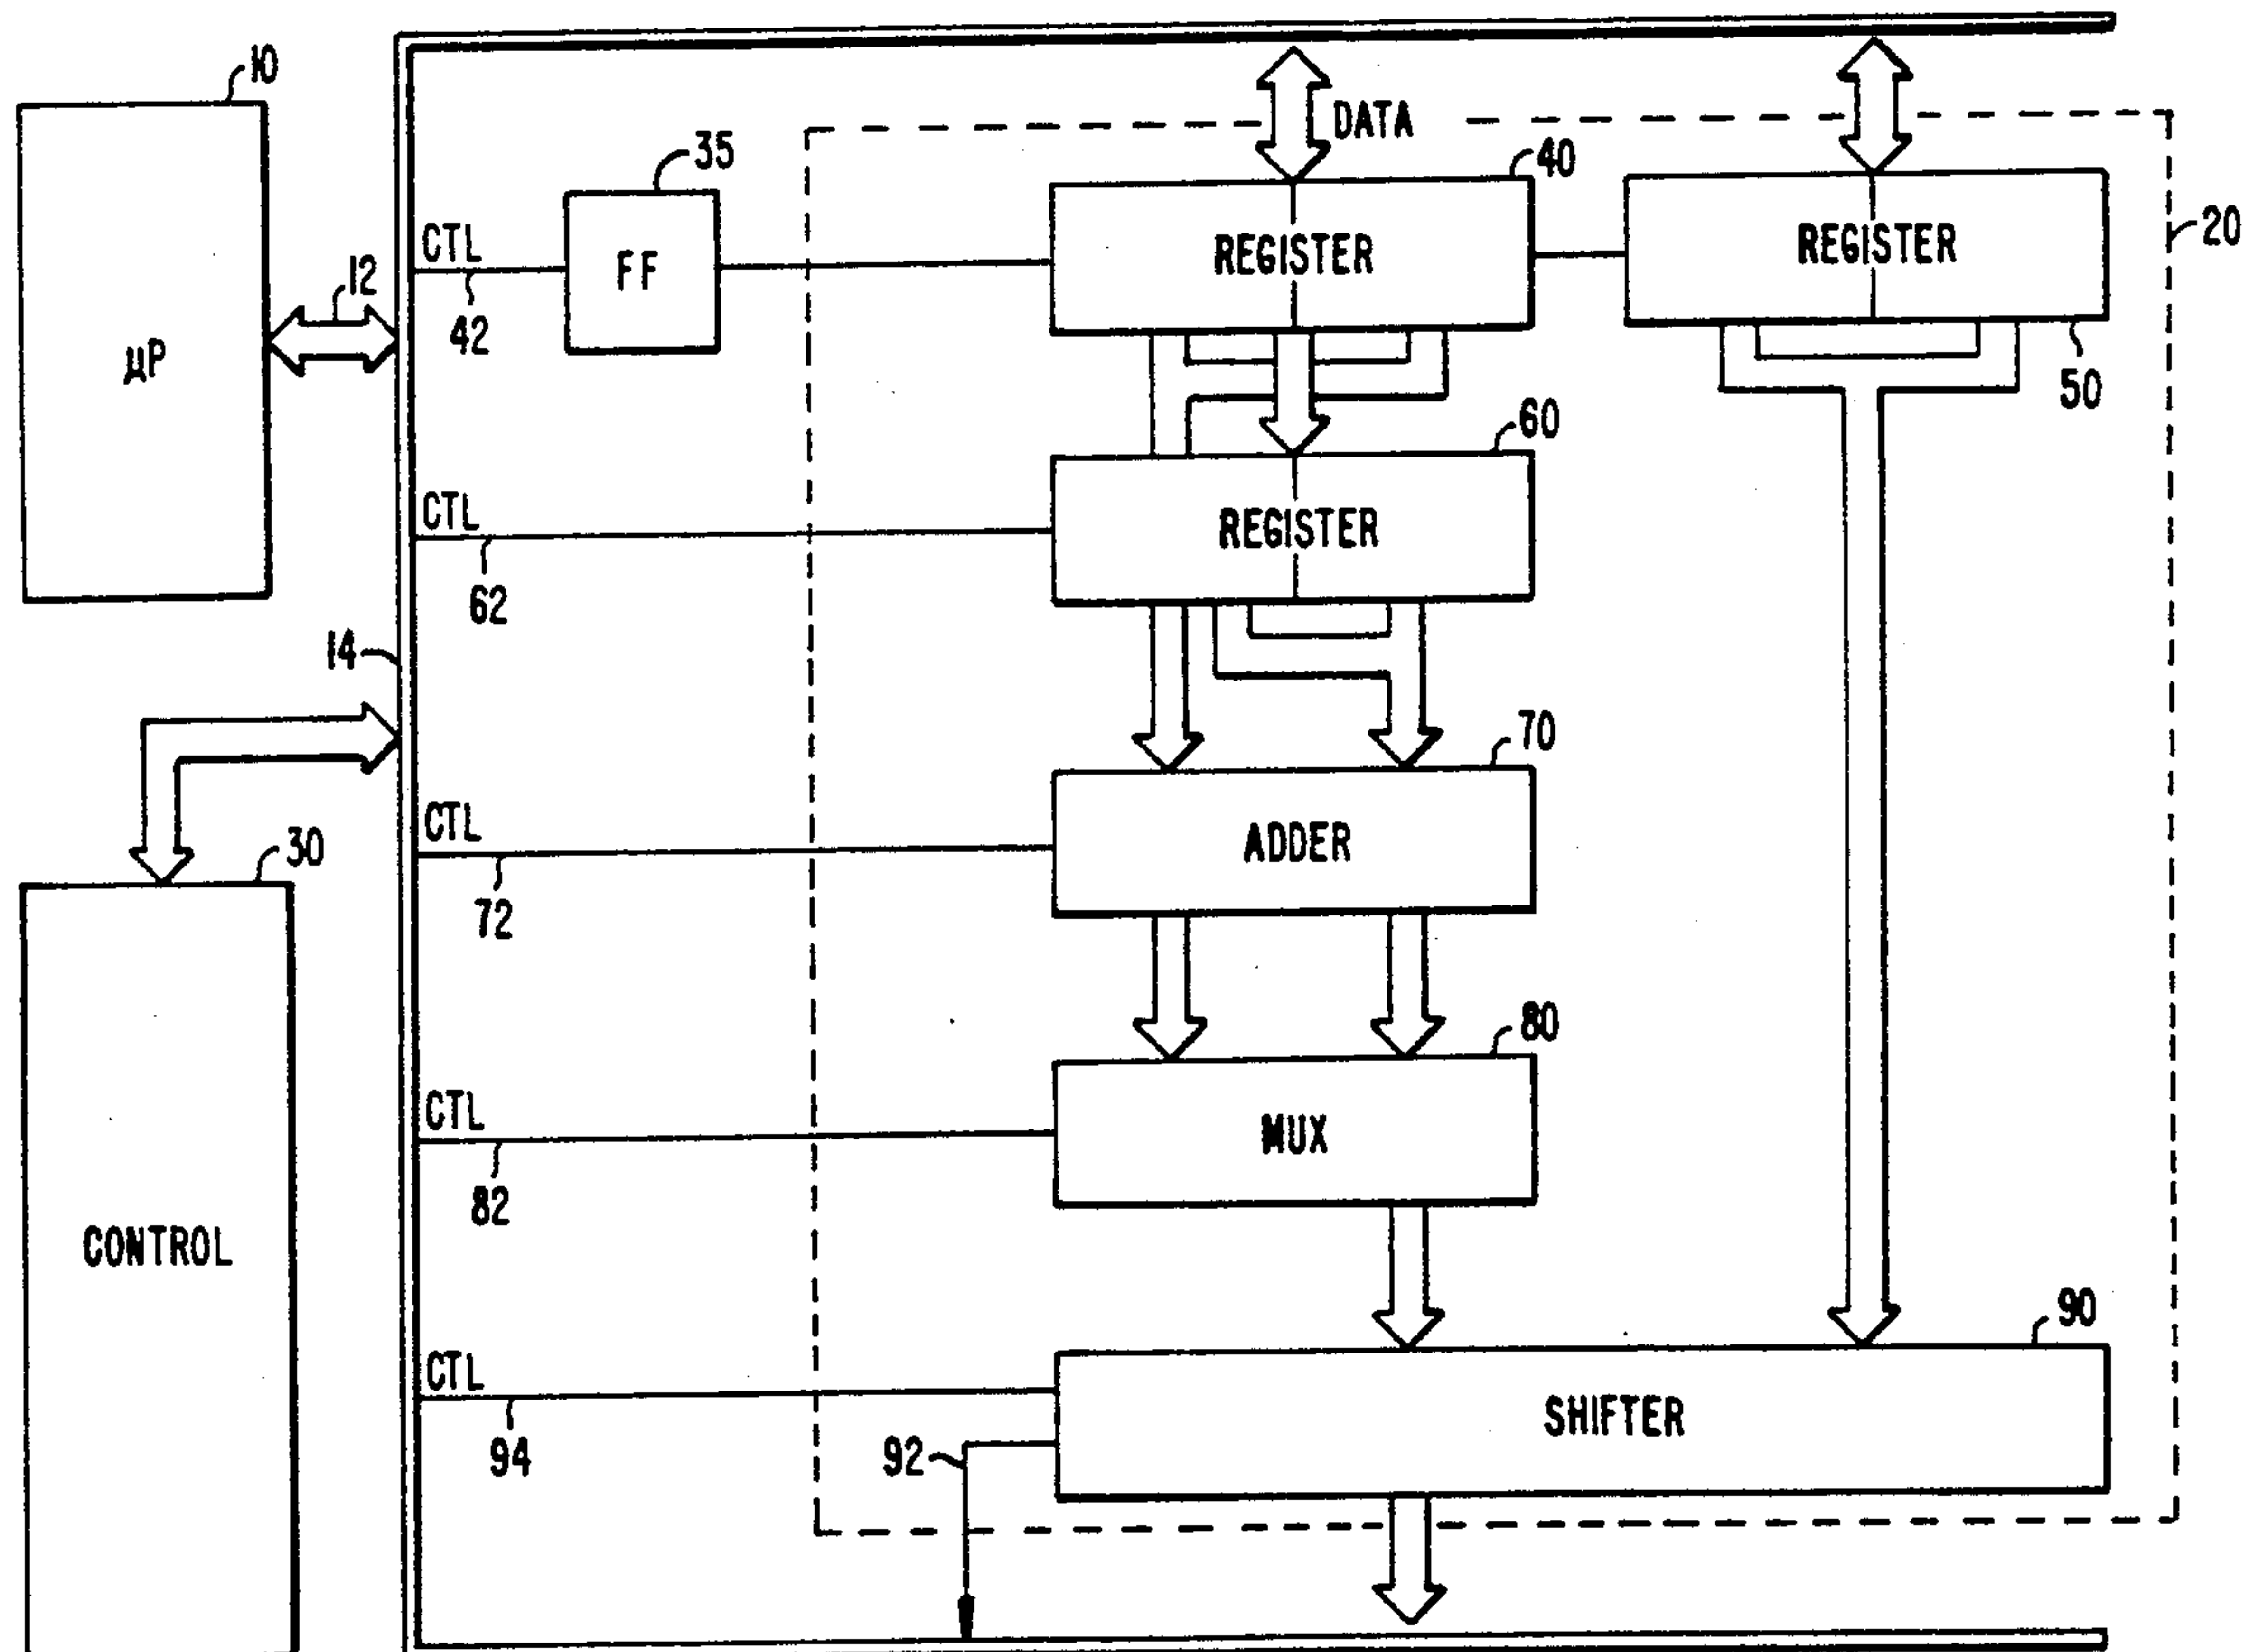 10
DATA
35
40
20
CTL
FF
REGISTER
REGISTER
12
42
µP
50
60
CTL
REGISTER
62
14
70
CTL
ADDER
30
72
80
CTL
MUX
82
CONTROL
90
CTL
SHIFTER
94
92